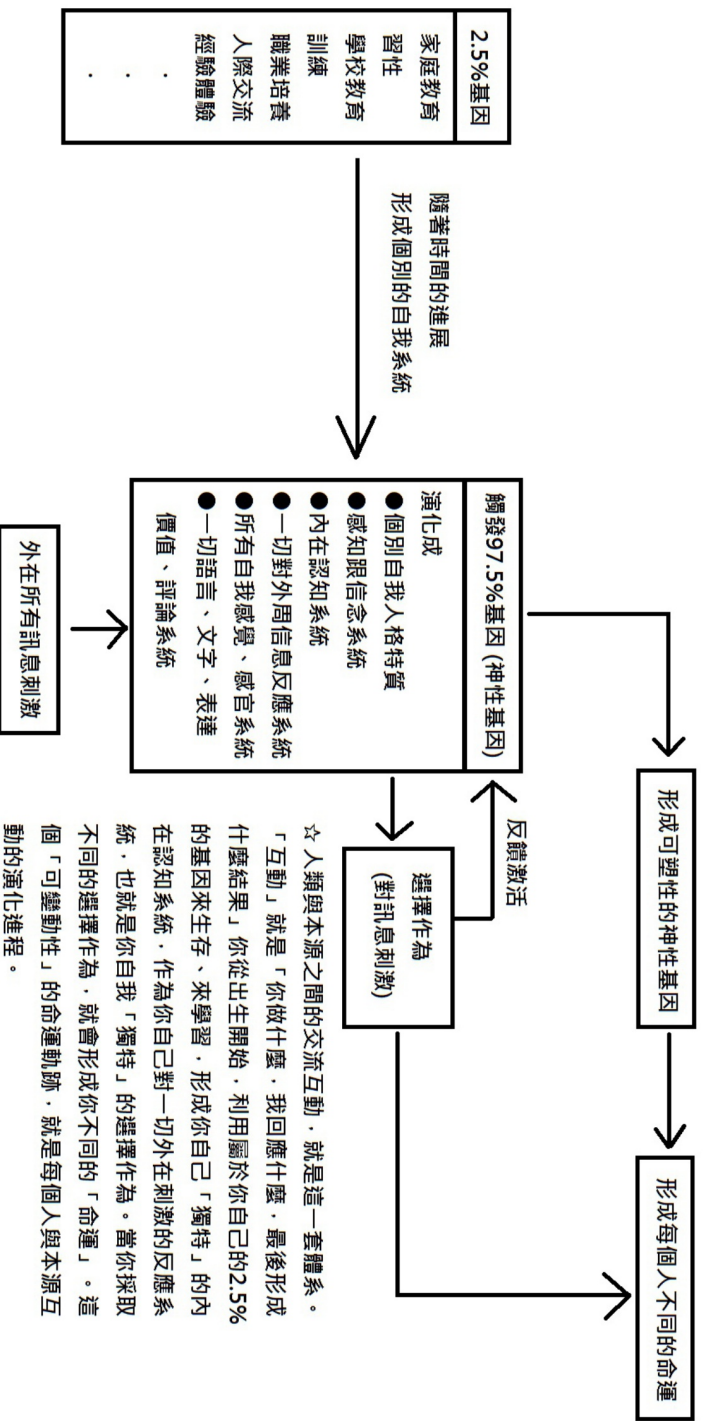 2.5%基因
家庭教育
習性
學校教育
訓練
職業培養
人際交流
經驗體驗
.
.
.
隨著時間的進展
形成個別的自我系統
觸發97.5%基因 (神性基因)
演化成
●個別自我人格特質
●感知跟信念系統
●內在認知系統
●一切對外周信息反應系統
●所有自我感覺、感官系統
●一切語言、文字、表達
價值、評論系統
外在所有訊息刺激
反饋激活
選擇作為
(對訊息刺激)
形成可塑性的神性基因
形成每個人不同的命運
☆人類與本源之間的交流互動，就是這一套體系。
「互動」就是「你做什麼，我回應什麼，最後形成
什麼結果」你從出生開始，利用屬於你自己的2.5%
的基因來生存、來學習，形成你自己「獨特」的內
在認知系統，作為你自己對一切外在刺激的反應系
統，也就是你自我「獨特」的選擇作為。當你採取
不同的選擇作為，就會形成你不同的「命運」。這
個「可變動性」的命運軌跡，就是每個人與本源互
動的演化進程。